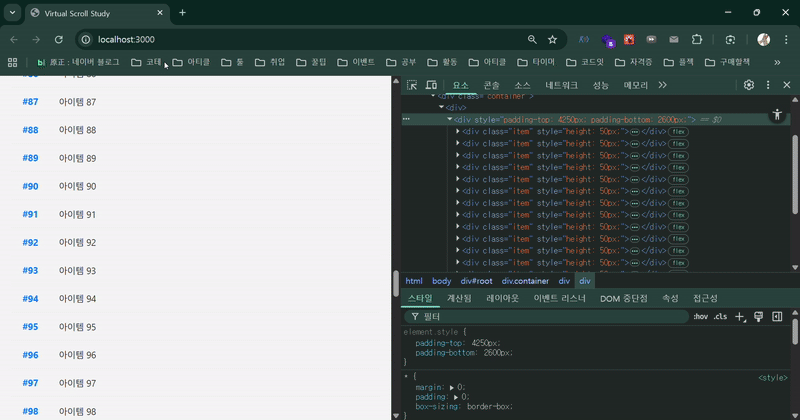 Virtual Scroll Study
localhost:3000
bi 原正 : 네이버 블로그 코테 아티클 툴 취업 꿀팁 이벤트 공부 활동 아티클 타이머 코드잇 자격증 플젝 구매할책
#87 아이템 87
#88 아이템 88
#89 아이템 89
#90 아이템 90
#91 아이템 91
#92 아이템 92
#93 아이템 93
#94 아이템 94
#95 아이템 95
#96 아이템 96
#97 아이템 97
#98 아이템 98
요소 콘솔 소스 네트워크 성능 메모리
<div class="container">
<div>
<div style="padding-top: 4250px; padding-bottom: 2600px;"> == $0
<div class="item" style="height: 50px;"></div> flex
<div class="item" style="height: 50px;"></div> flex
<div class="item" style="height: 50px;"></div> flex
<div class="item" style="height: 50px;"></div> flex
<div class="item" style="height: 50px;"></div> flex
<div class="item" style="height: 50px;"></div> flex
<div class="item" style="height: 50px;"></div> flex
<div class="item" style="height: 50px;"></div> flex
<div class="item" style="height: 50px;"></div> flex
<div class="item" style="height: 50px;"></div> flex
<div class="item" style="height: 50px;"></div> flex
<div class="item" style="height: 50px;"></div> flex
html body div#root div.container div div
스타일 계산됨 레이아웃 이벤트 리스너 DOM 중단점 속성 접근성
필터 :hov .cls
element.style {
padding-top: 4250px;
padding-bottom: 2600px;
}
* { <style>
margin: 0;
padding: 0;
box-sizing: border-box;
}